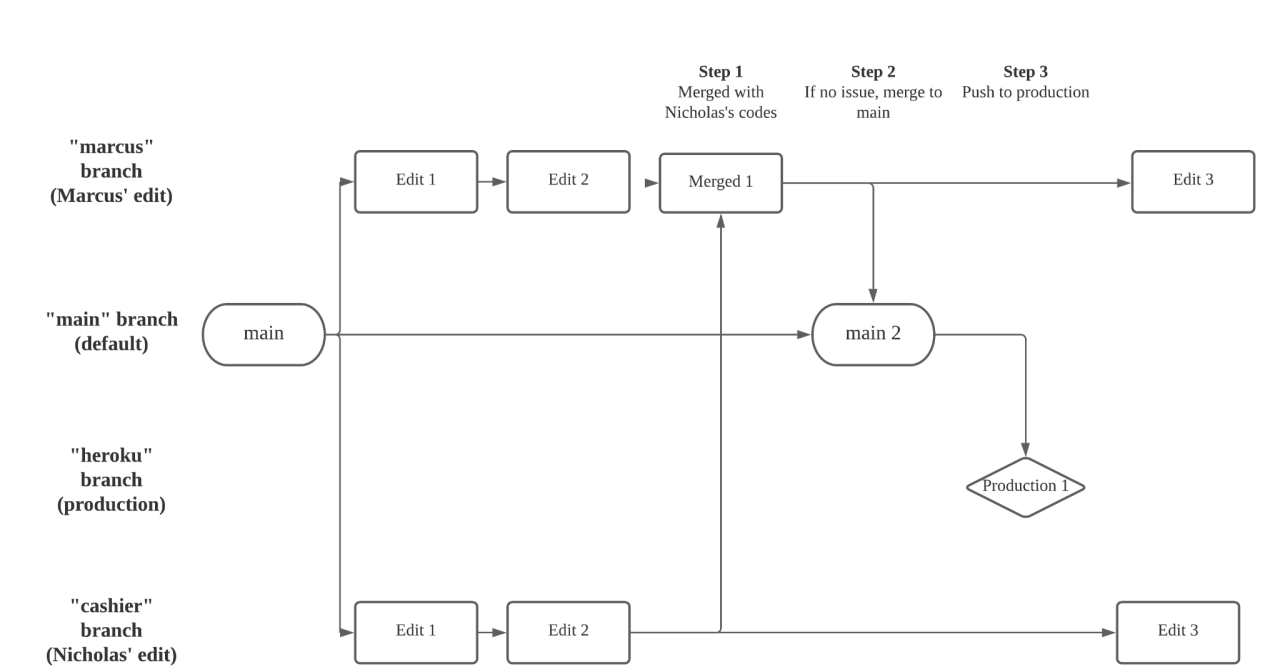 Step 1
Merged with
Nicholas's codes
Step 2
If no issue, merge to
main
Step 3
Push to production
"marcus"
branch
(Marcus' edit)
Edit 1
Edit 2
Merged 1
Edit 3
"main" branch
(default)
main
main 2
"heroku"
branch
(production)
Production 1
"cashier"
branch
(Nicholas' edit)
Edit 1
Edit 2
Edit 3